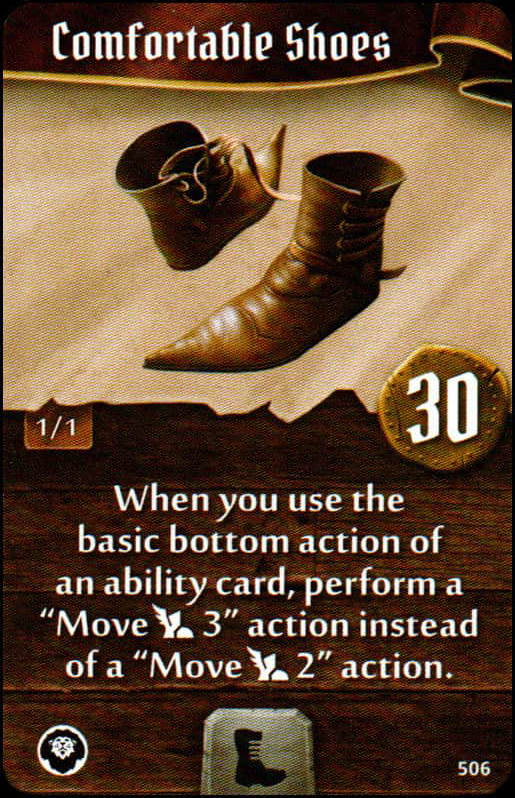 Comfortable Shoes
30
1/1
When you use the
basic bottom action of
an ability card, perform a
“Move 3” action instead
of a “Move 2” action.
506